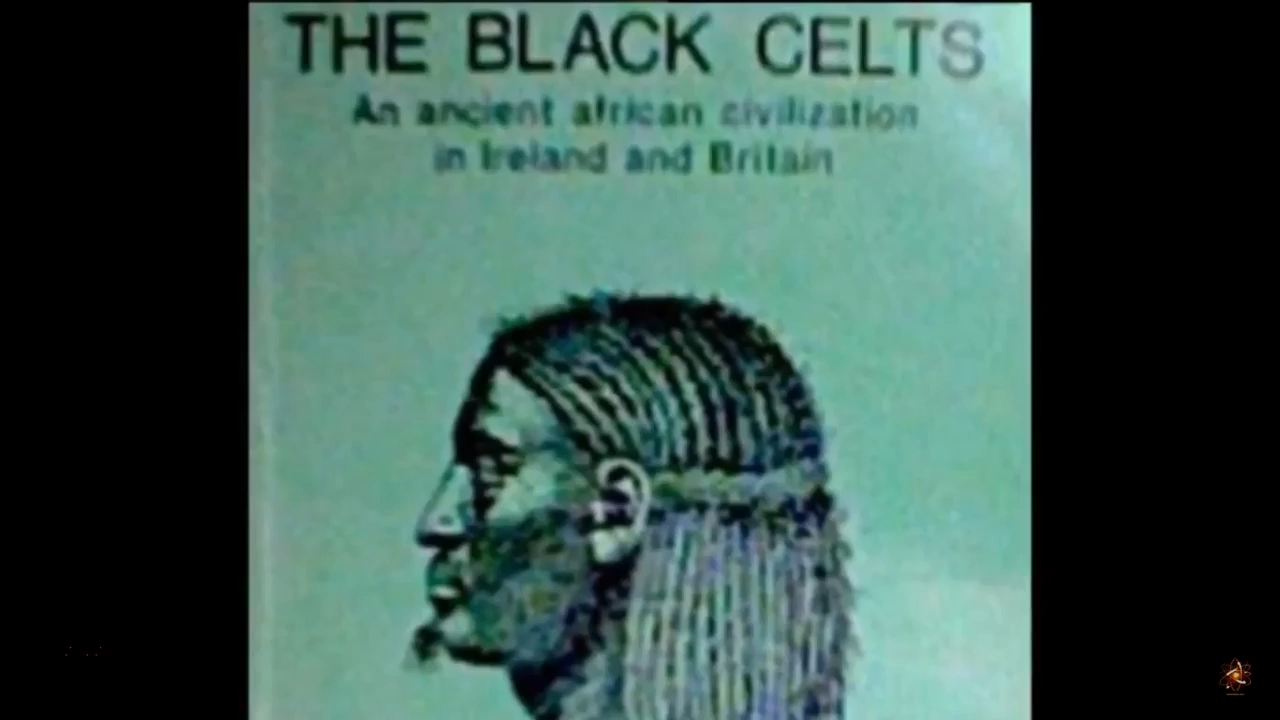 THE BLACK CELTS
An ancient african civilization
in Ireland and Britain